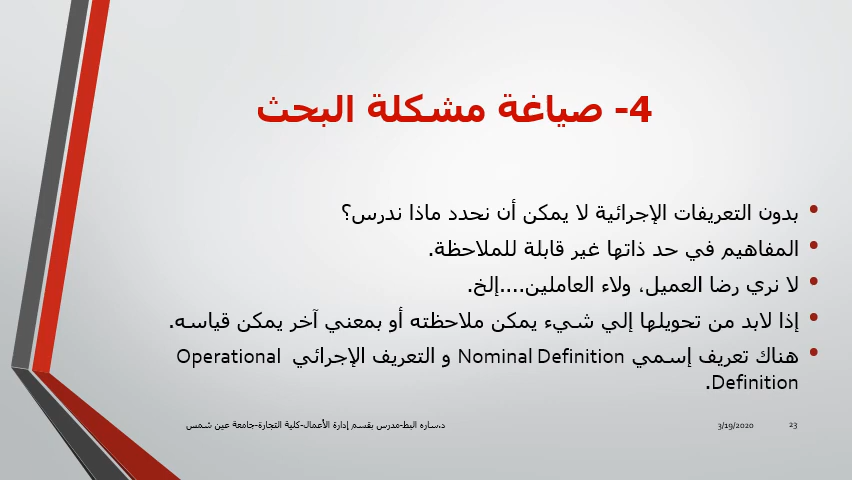 4- صياغة مشكلة البحث
بدون التعريفات الإجرائية لا يمكن أن نحدد ماذا ندرس؟
المفاهيم في حد ذاتها غير قابلة للملاحظة.
لا نري رضا العميل، ولاء العاملين....إلخ.
إذا لابد من تحويلها إلي شيء يمكن ملاحظته أو بمعني آخر يمكن قياسه.
هناك تعريف إسمي Nominal Definition و التعريف الإجرائي Operational
Definition.
23 3/19/2020 د.ساره البط-مدرس بقسم إدارة الأعمال-كلية التجارة-جامعة عين شمس